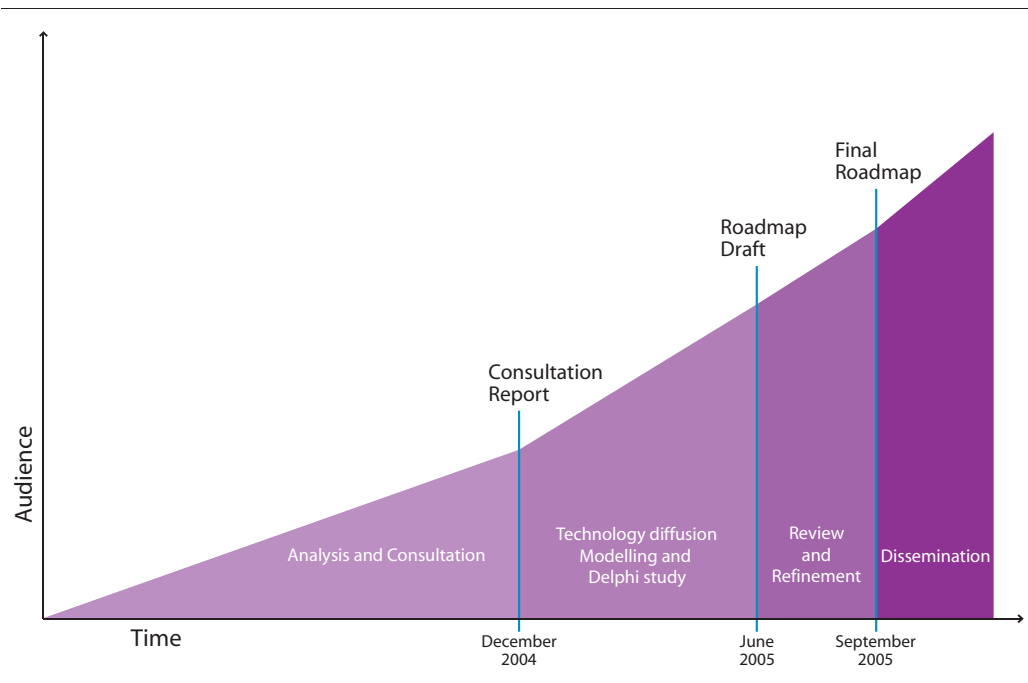 Final
Roadmap
Roadmap
Draft
Consultation
Report
Audience
Analysis and Consultation
Technology diffusion
Modelling and
Delphi study
Review
and
Refinement
Dissemination
Time
December
2004
June
2005
September
2005